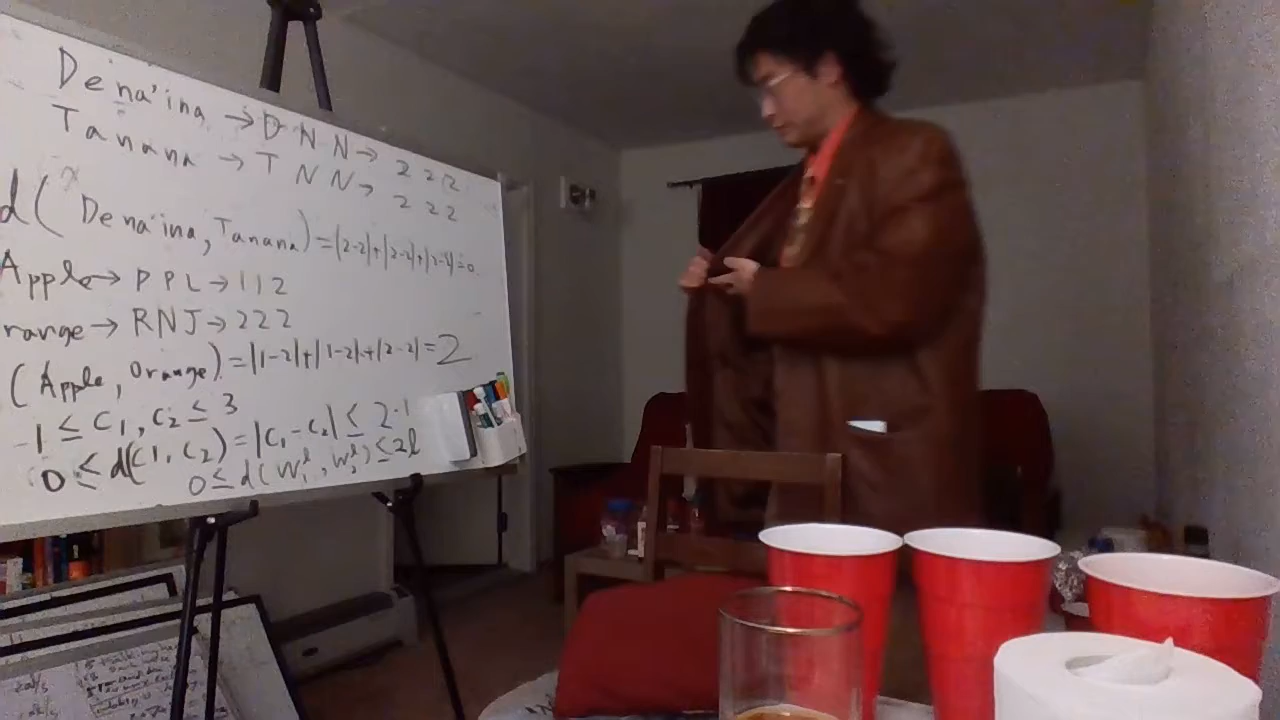 Dena'ina → D N N → 2 2 2
Tanana → T N N → 2 2 2
d(Dena'ina, Tanana) = |2-2|+|2-2|+|2-2|=0
Apple → P P L → 1 1 2
range → R N J → 2 2 2
(Apple, Orange) = |1-2|+|1-2|+|2-2| = 2
1 ≤ C₁, C₂ ≤ 3
0 ≤ d(C₁, C₂) = |C₁ - C₂| ≤ 2·1
0 ≤ d(W₁ˡ, W₂ˡ) ≤ 2l